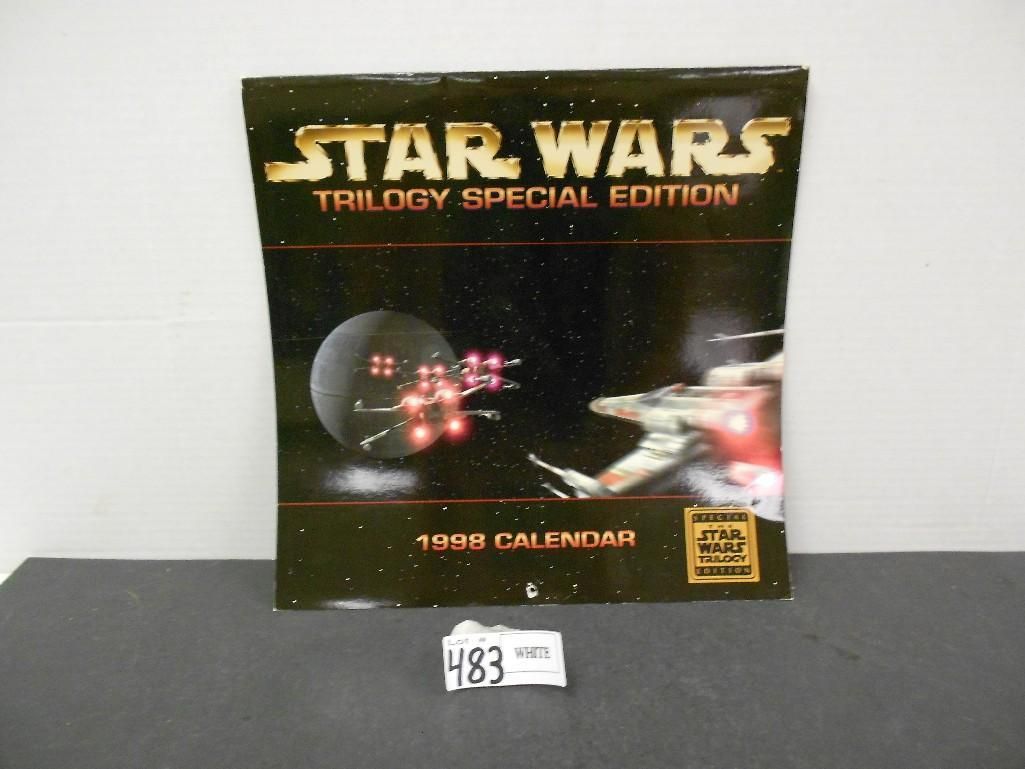 STAR WARS
TRILOGY SPECIAL EDITION
1998 CALENDAR
SPECIAL
THE
STAR
WARS
TRILOGY
EDITION
LOT #
483
WHITE